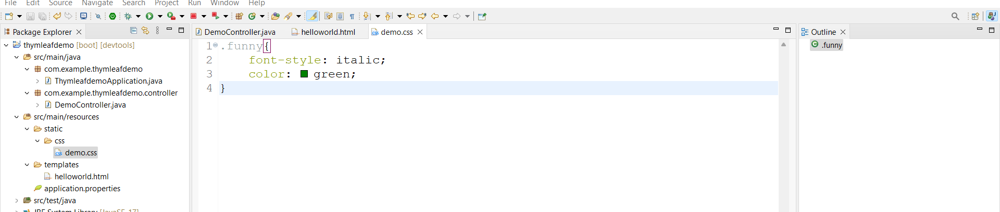 File Edit Source Navigate Search Project Run Window Help
Package Explorer
DemoController.java helloworld.html demo.css
Outline
thymleafdemo [boot] [devtools]
src/main/java
com.example.thymleafdemo
ThymleafdemoApplication.java
com.example.thymleafdemo.controller
DemoController.java
src/main/resources
static
css
demo.css
templates
helloworld.html
application.properties
src/test/java
JRE System Library [JavaSE-17]
1 .funny{
2 font-style: italic;
3 color: green;
4 }
.funny